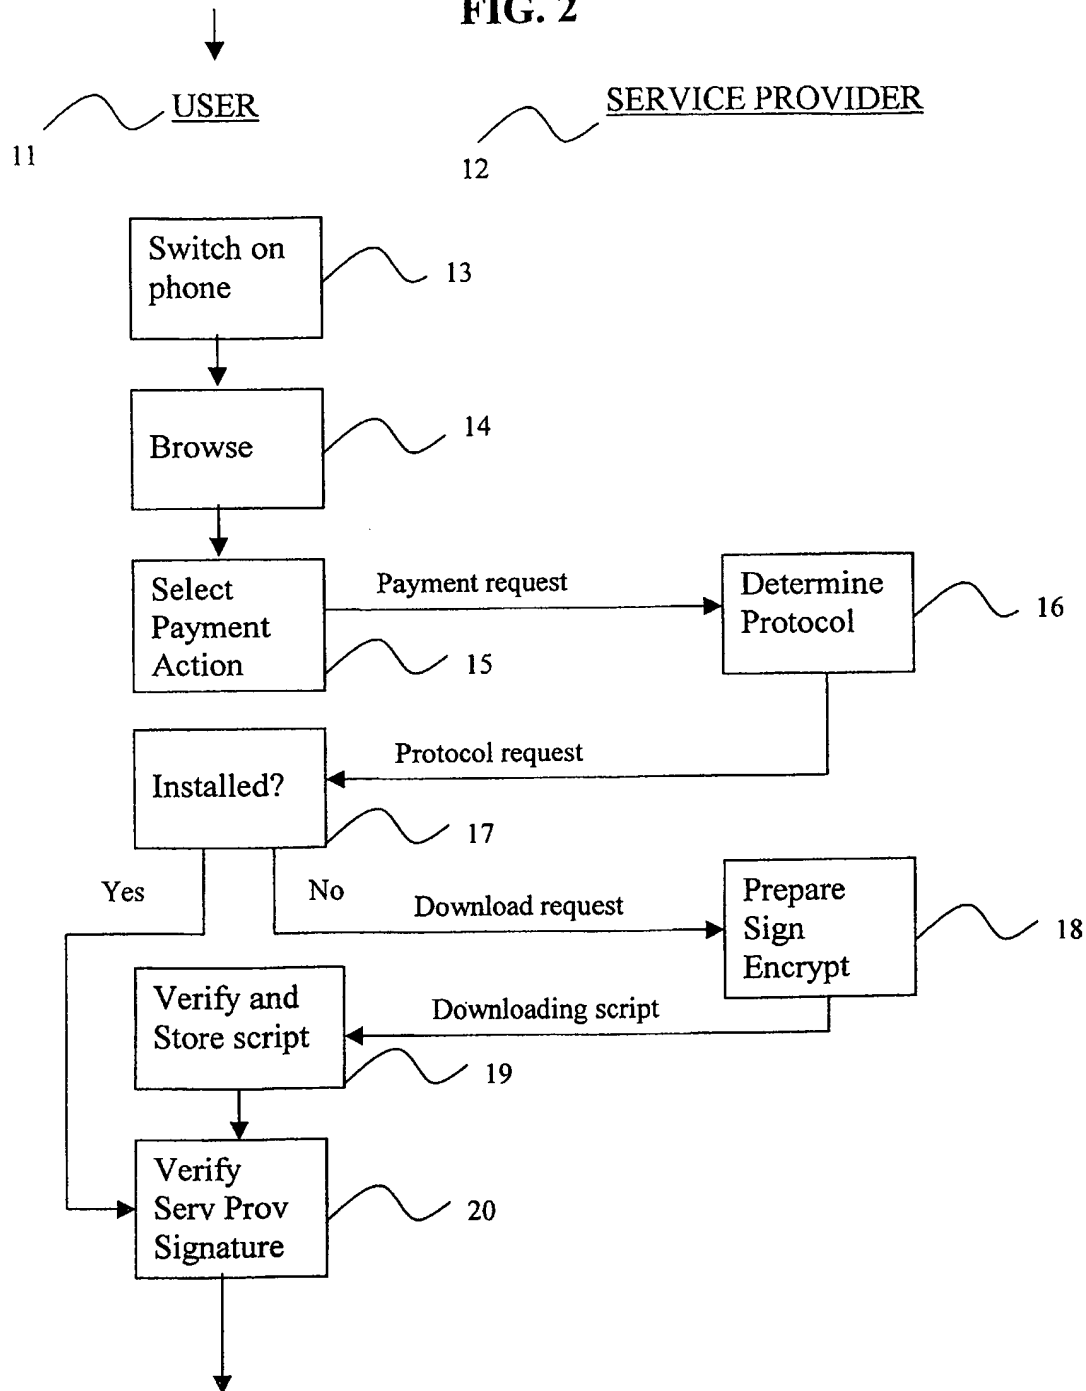 FIG. 2
USER
SERVICE PROVIDER
11
12
Switch on
phone
13
Browse
14
Select
Payment
Action
15
Payment request
Determine
Protocol
16
Protocol request
Installed?
17
Yes
No
Download request
Prepare
Sign
Encrypt
18
Downloading script
Verify and
Store script
19
Verify
Serv Prov
Signature
20